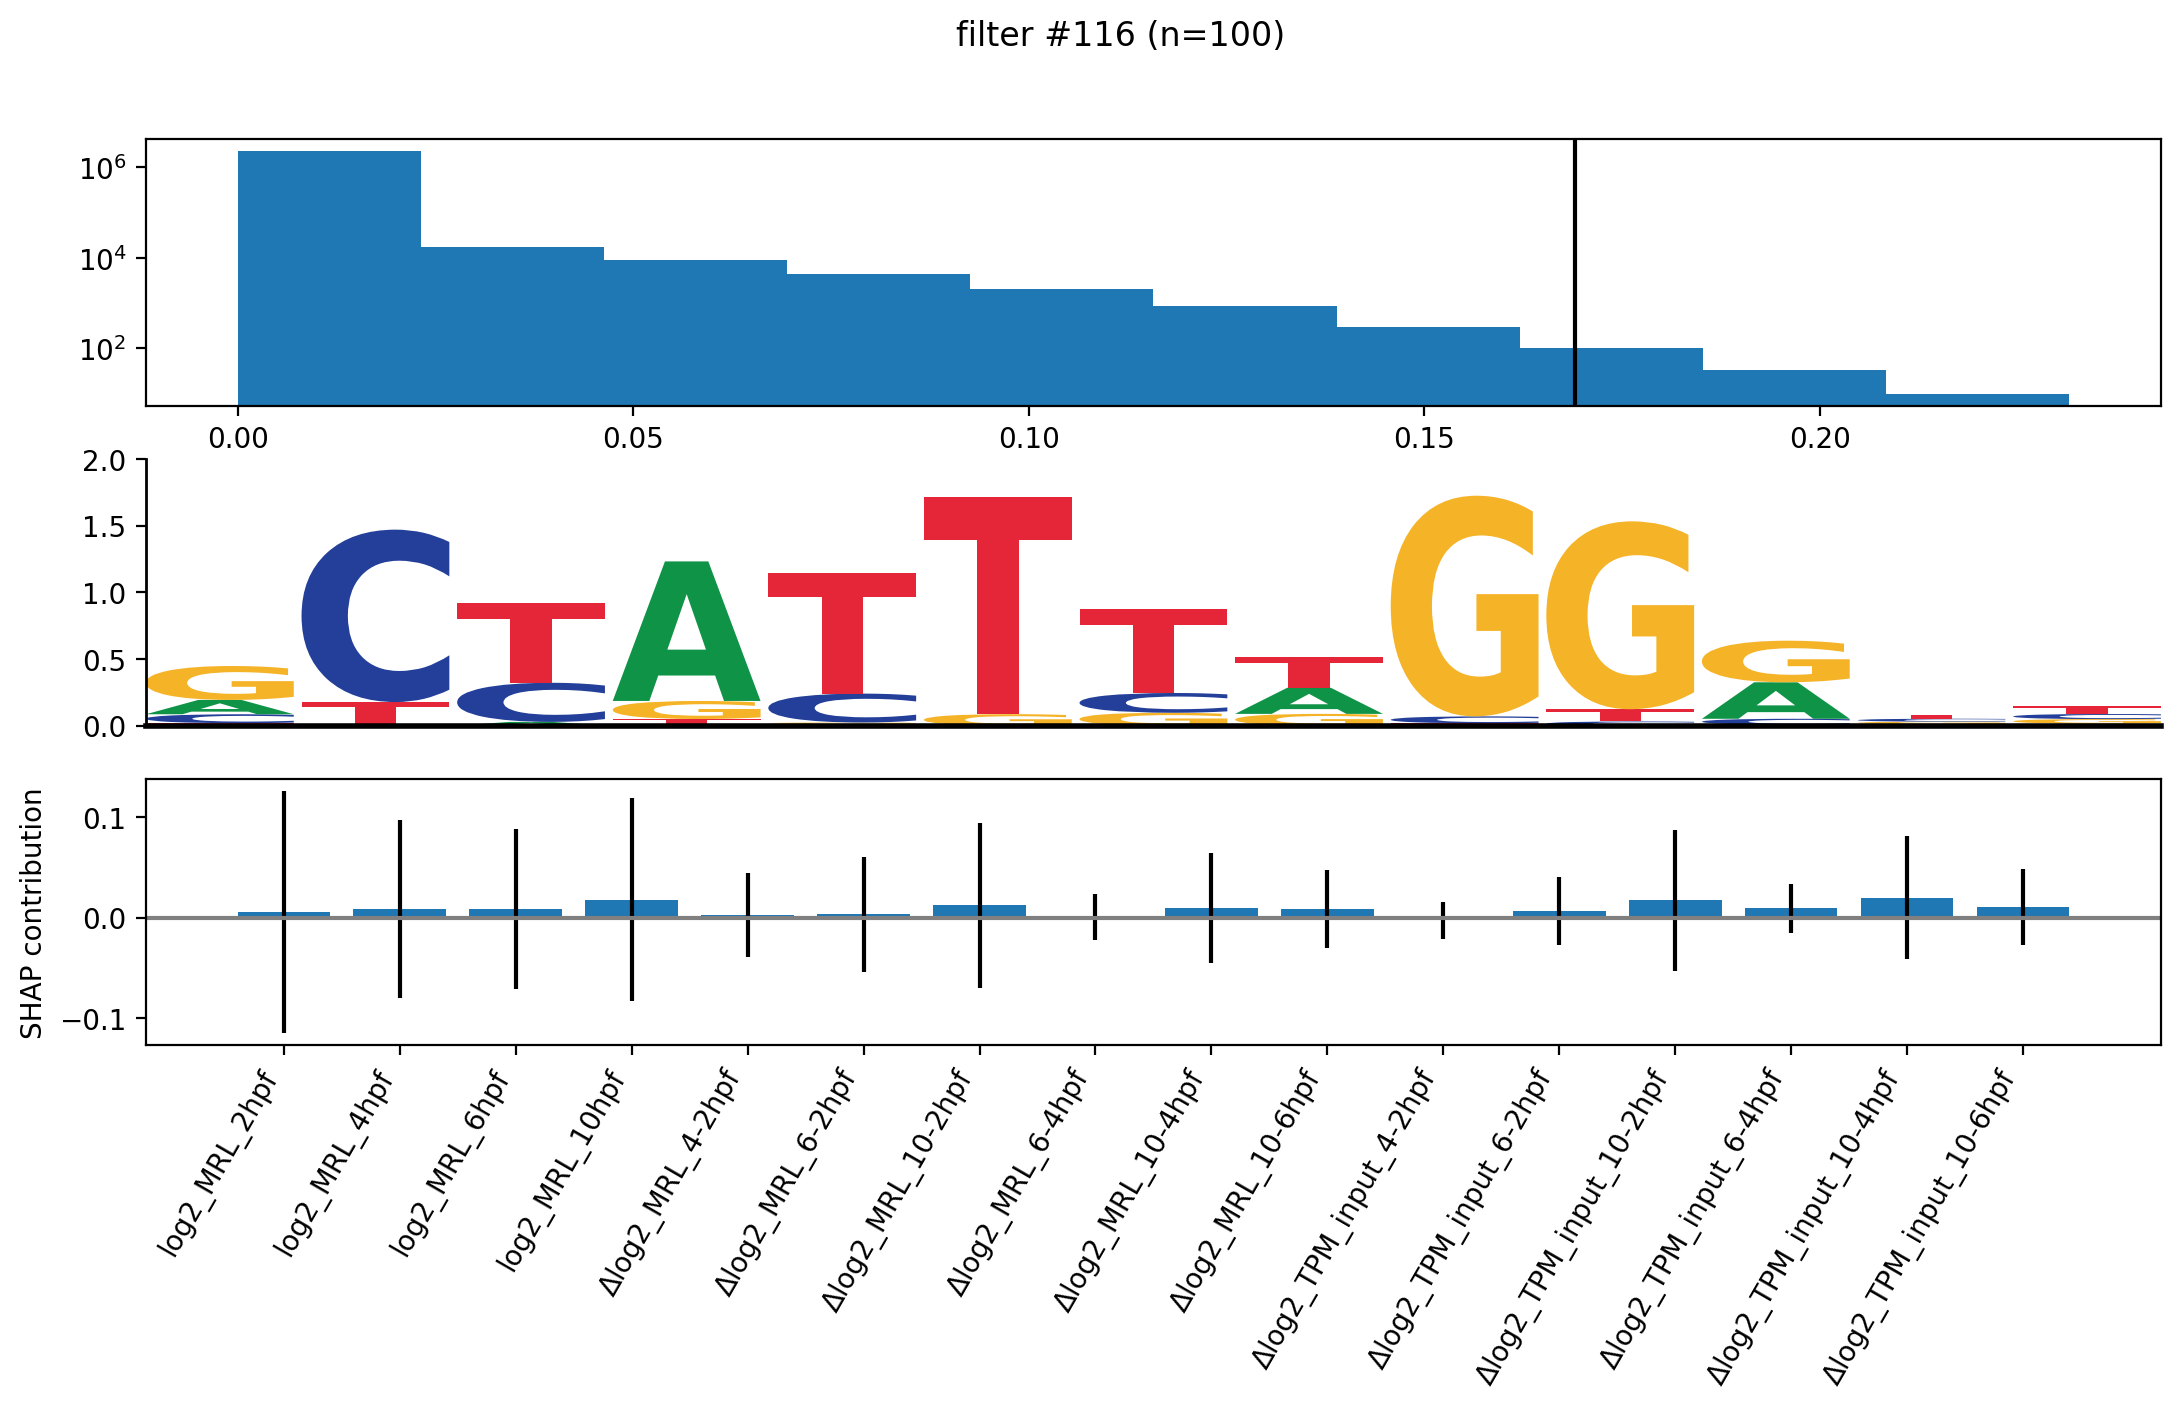 filter #116 (n=100)
10⁶
10⁴
10²
0.00 0.05 0.10 0.15 0.20
2.0
1.5
1.0
0.5
0.0
G A C
C T
T C
A G T
T C
T G
T C G
T A G
G C
G T C
G A C
T C G
T C G
SHAP contribution
0.1
0.0
−0.1
log2_MRL_2hpf
log2_MRL_4hpf
log2_MRL_6hpf
log2_MRL_10hpf
Δlog2_MRL_4-2hpf
Δlog2_MRL_6-2hpf
Δlog2_MRL_10-2hpf
Δlog2_MRL_6-4hpf
Δlog2_MRL_10-4hpf
Δlog2_MRL_10-6hpf
Δlog2_TPM_input_4-2hpf
Δlog2_TPM_input_6-2hpf
Δlog2_TPM_input_10-2hpf
Δlog2_TPM_input_6-4hpf
Δlog2_TPM_input_10-4hpf
Δlog2_TPM_input_10-6hpf